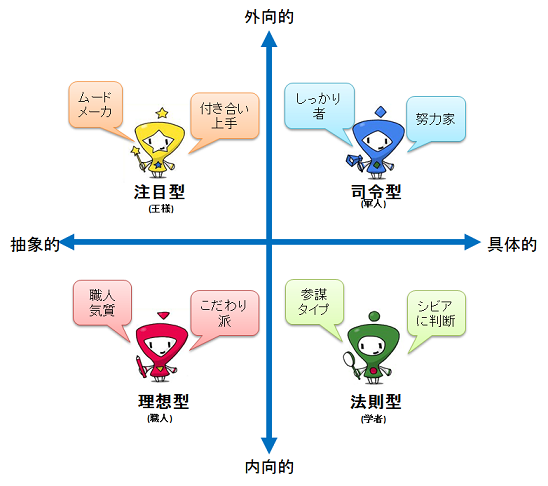 外向的
ムード
メーカ
付き合い
上手
しっかり
者
努力家
注目型
(王様)
司令型
(軍人)
抽象的
具体的
職人
気質
こだわり
派
参謀
タイプ
シビア
に判断
理想型
(職人)
法則型
(学者)
内向的